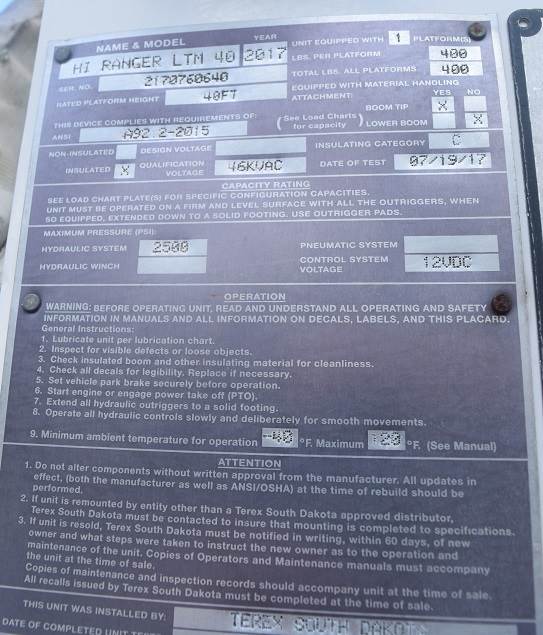 NAME & MODEL YEAR UNIT EQUIPPED WITH 1 PLATFORM(S)
HI RANGER LTM 40 2017 LBS. PER PLATFORM 400
SER. NO. 2170760640 TOTAL LBS. ALL PLATFORMS 400
RATED PLATFORM HEIGHT 40FT EQUIPPED WITH MATERIAL HANDLING
ATTACHMENT: YES NO
THIS DEVICE COMPLIES WITH REQUIREMENTS OF: (See Load Charts for capacity) BOOM TIP X
ANSI A92.2-2015 LOWER BOOM X
NON-INSULATED DESIGN VOLTAGE INSULATING CATEGORY C
INSULATED X QUALIFICATION VOLTAGE 46KVAC DATE OF TEST 07/19/17
CAPACITY RATING
SEE LOAD CHART PLATE(S) FOR SPECIFIC CONFIGURATION CAPACITIES.
UNIT MUST BE OPERATED ON A FIRM AND LEVEL SURFACE WITH ALL THE OUTRIGGERS, WHEN
SO EQUIPPED, EXTENDED DOWN TO A SOLID FOOTING. USE OUTRIGGER PADS.
MAXIMUM PRESSURE (PSI):
HYDRAULIC SYSTEM 2500 PNEUMATIC SYSTEM
HYDRAULIC WINCH CONTROL SYSTEM VOLTAGE 12VDC
OPERATION
WARNING: BEFORE OPERATING UNIT, READ AND UNDERSTAND ALL OPERATING AND SAFETY
INFORMATION IN MANUALS AND ALL INFORMATION ON DECALS, LABELS, AND THIS PLACARD.
General Instructions:
1. Lubricate unit per lubrication chart.
2. Inspect for visible defects or loose objects.
3. Check insulated boom and other insulating material for cleanliness.
4. Check all decals for legibility. Replace if necessary.
5. Set vehicle park brake securely before operation.
6. Start engine or engage power take off (PTO).
7. Extend all hydraulic outriggers to a solid footing.
8. Operate all hydraulic controls slowly and deliberately for smooth movements.
9. Minimum ambient temperature for operation -40 °F. Maximum 120 °F. (See Manual)
ATTENTION
1. Do not alter components without written approval from the manufacturer. All updates in
effect, (both the manufacturer as well as ANSI/OSHA) at the time of rebuild should be
performed.
2. If unit is remounted by entity other than a Terex South Dakota approved distributor,
Terex South Dakota must be contacted to insure that mounting is completed to specifications.
3. If unit is resold, Terex South Dakota must be notified in writing, within 60 days, of new
owner and what steps were taken to instruct the new owner as to the operation and
maintenance of the unit. Copies of Operators and Maintenance manuals must accompany
the unit at the time of sale.
Copies of maintenance and inspection records should accompany unit at time of sale.
All recalls issued by Terex South Dakota must be completed at the time of sale.
THIS UNIT WAS INSTALLED BY: TEREX SOUTH DAKOTA
DATE OF COMPLETED UNIT